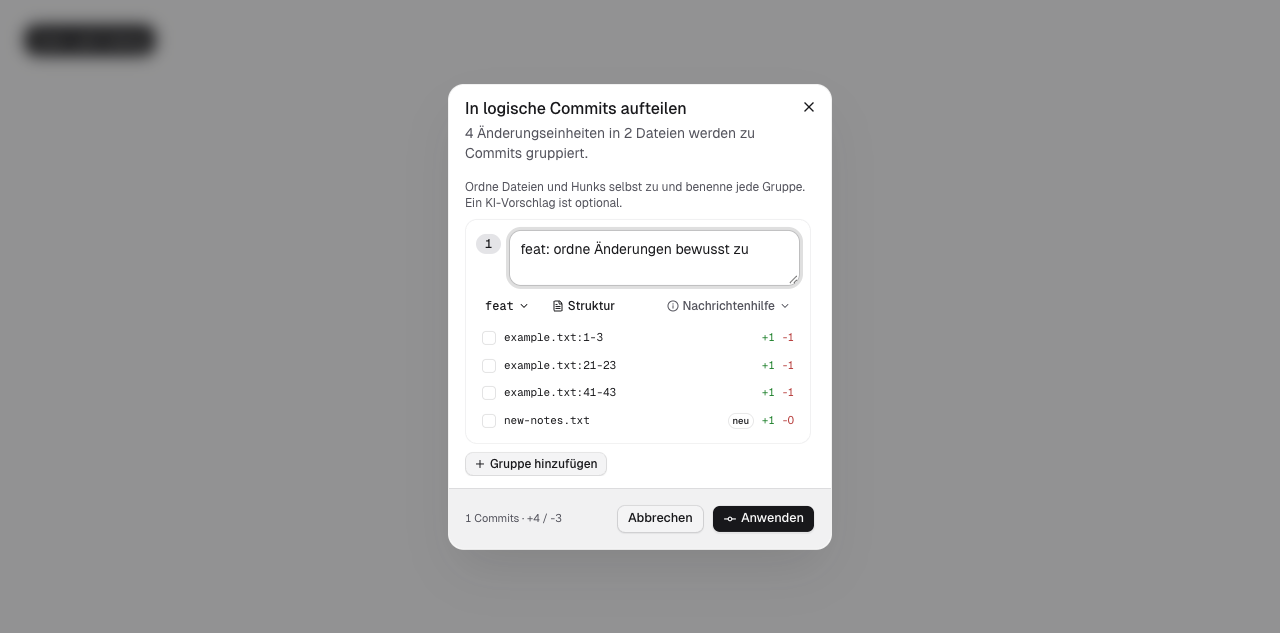 In logische Commits aufteilen
4 Änderungseinheiten in 2 Dateien werden zu
Commits gruppiert.
Ordne Dateien und Hunks selbst zu und benenne jede Gruppe.
Ein KI-Vorschlag ist optional.
1
feat: ordne Änderungen bewusst zu
feat Struktur Nachrichtenhilfe
example.txt:1-3 +1 -1
example.txt:21-23 +1 -1
example.txt:41-43 +1 -1
new-notes.txt neu +1 -0
Gruppe hinzufügen
1 Commits · +4 / -3 Abbrechen Anwenden